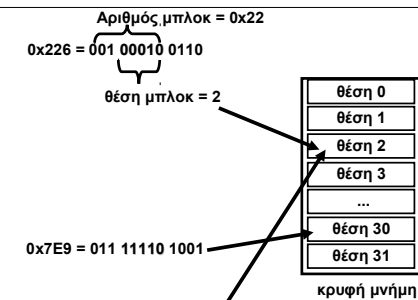 Αριθμός μπλοκ = 0x22
0x226 = 001 00010 0110
θέση μπλοκ = 2
θέση 0
θέση 1
θέση 2
θέση 3
...
θέση 30
θέση 31
0x7E9 = 011 11110 1001
κρυφή μνήμη